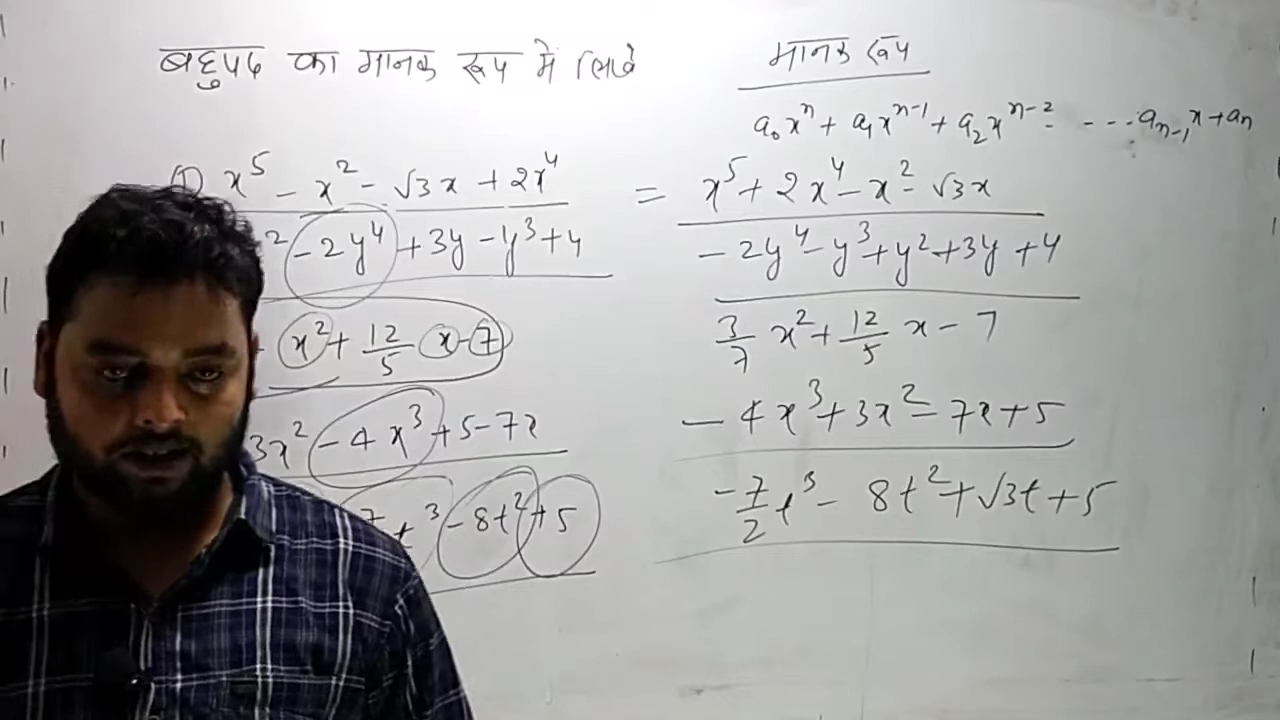 बहुपद का मानक रूप में लिखें
मानक रूप
a₀xⁿ + a₁xⁿ⁻¹ + a₂xⁿ⁻² - - - - aₙ₋₁x + aₙ
① x⁵ - x² - √3x + 2x⁴ = x⁵ + 2x⁴ - x² - √3x
² - 2y⁴ + 3y - y³ + 4
- 2y⁴ - y³ + y² + 3y + 4
x² + 12/5 x - 7
3/7 x² + 12/5 x - 7
3x² - 4x³ + 5 - 7x
- 4x³ + 3x² - 7x + 5
t³ - 8t² + 5
- 7/2 t³ - 8t² + √3t + 5